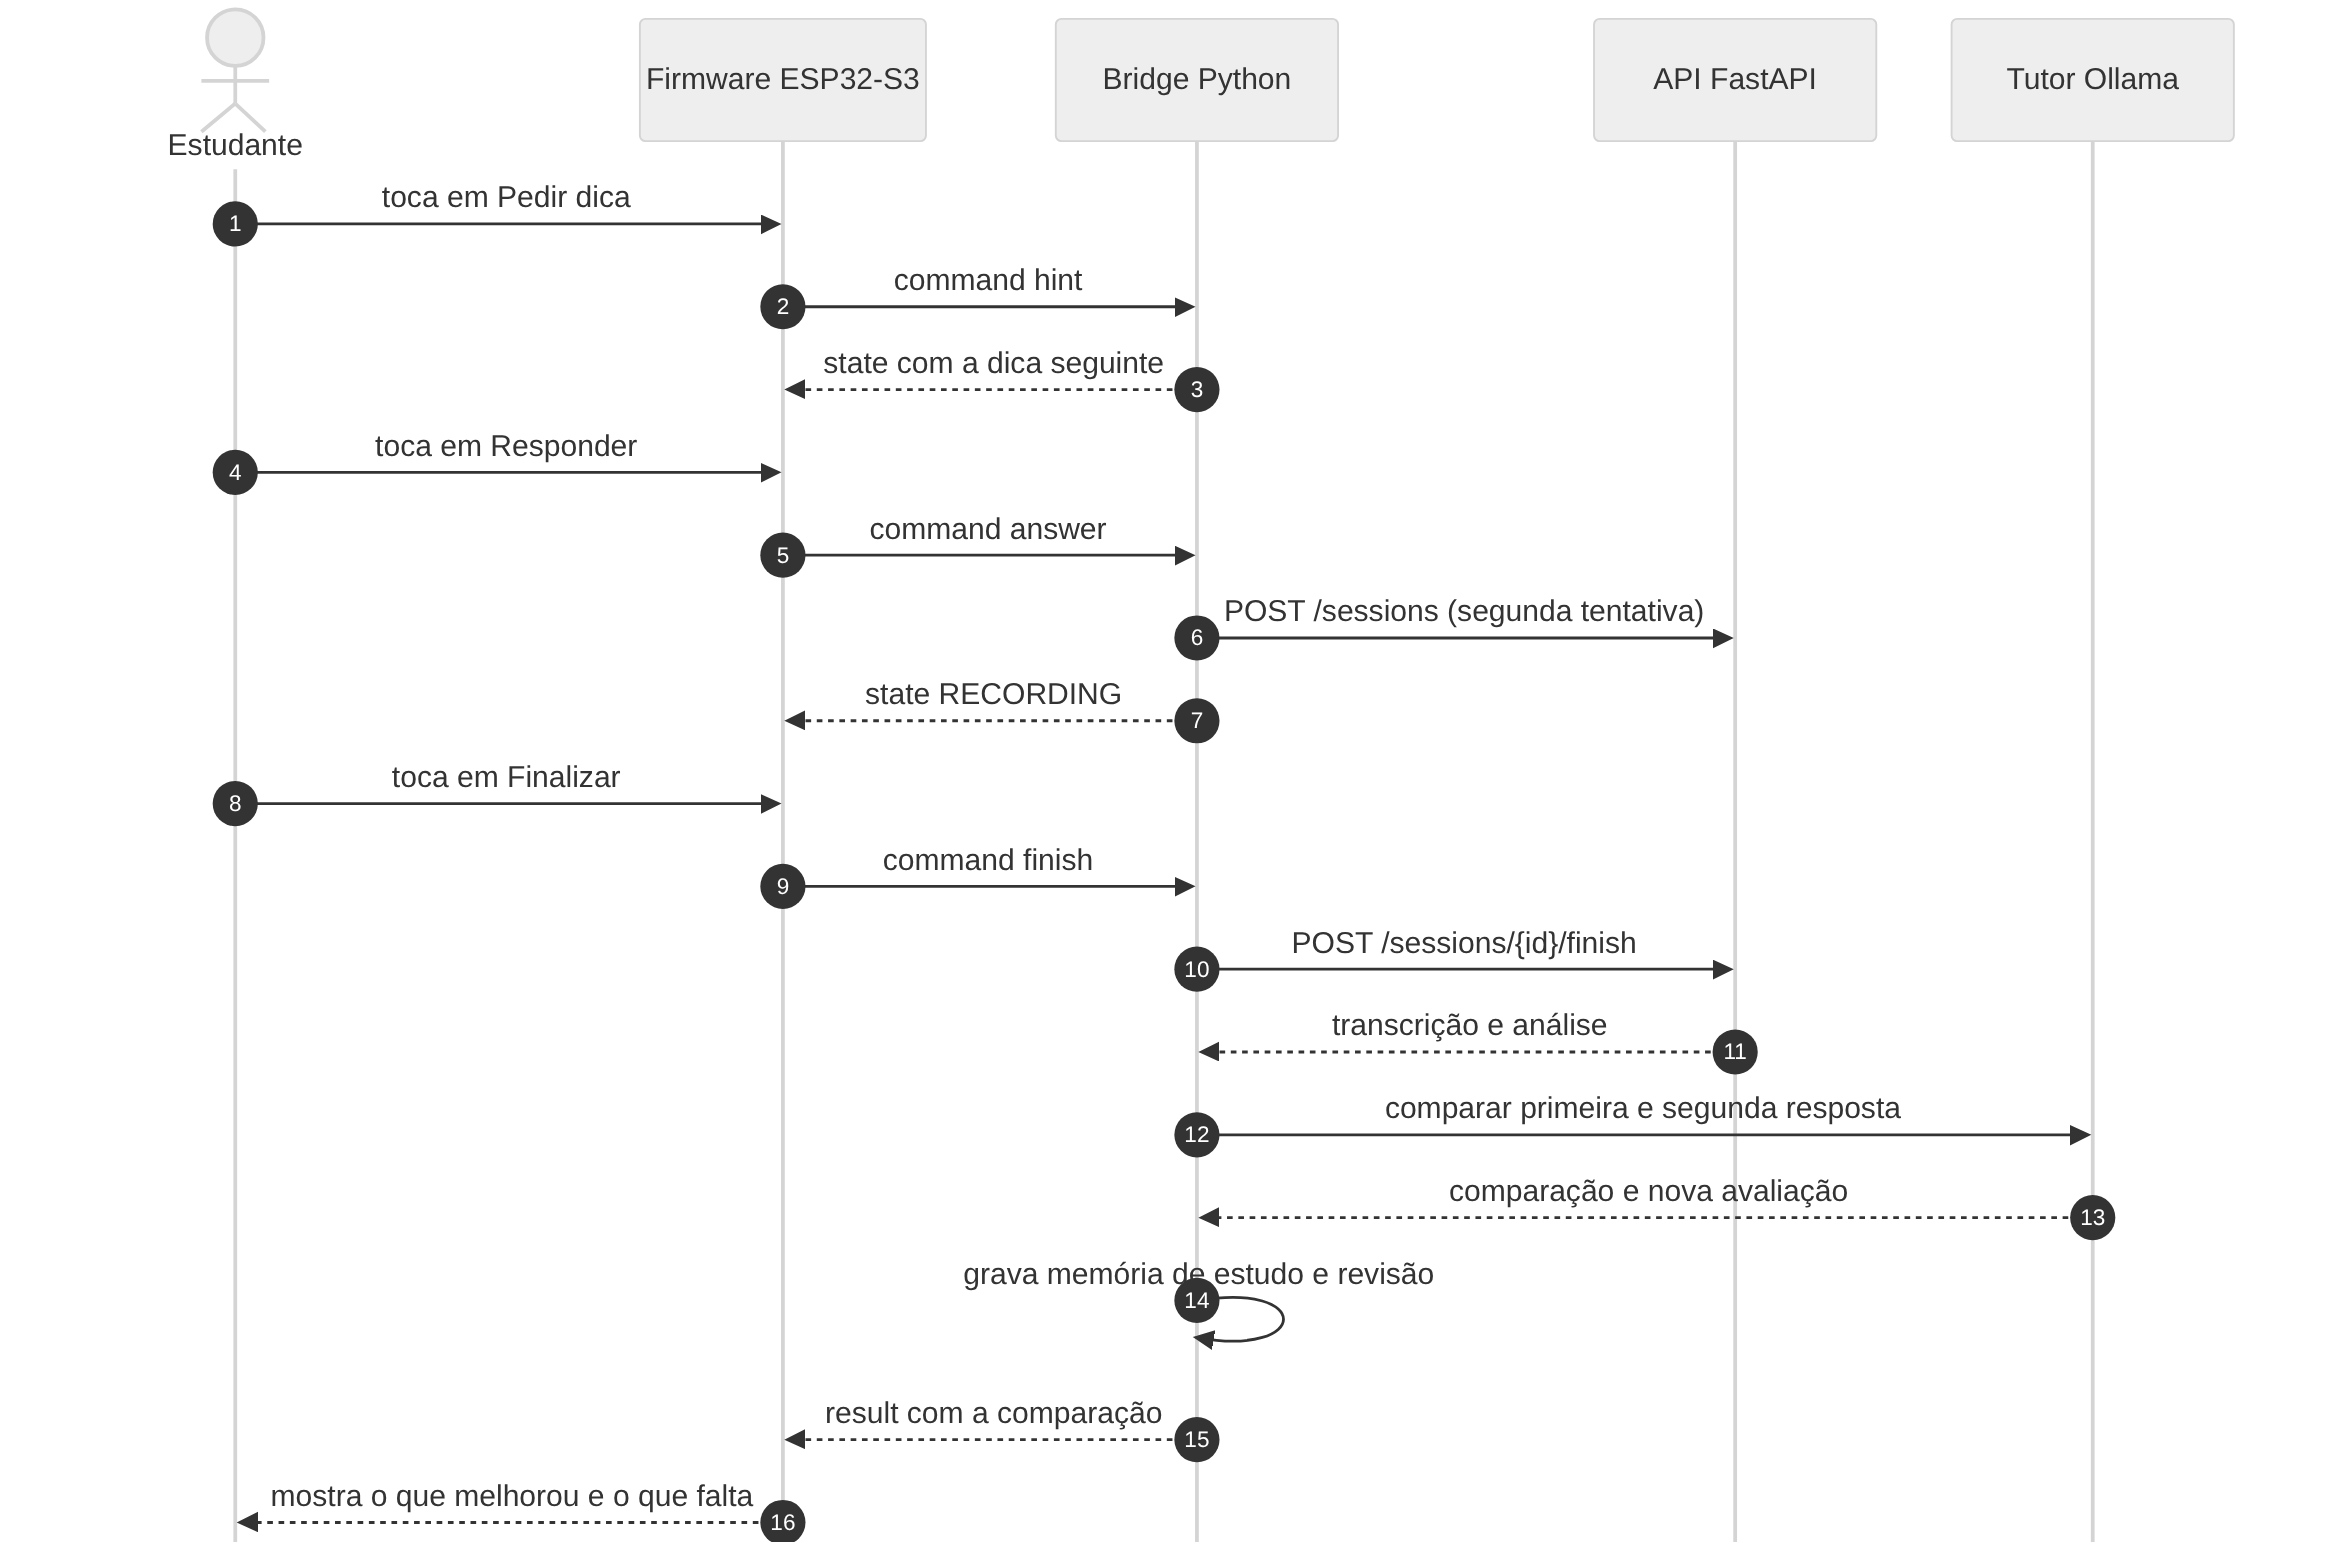 Estudante
Firmware ESP32-S3
Bridge Python
API FastAPI
Tutor Ollama
toca em Pedir dica
1
command hint
2
state com a dica seguinte
3
toca em Responder
4
command answer
5
POST /sessions (segunda tentativa)
6
state RECORDING
7
toca em Finalizar
8
command finish
9
POST /sessions/{id}/finish
10
transcrição e análise
11
comparar primeira e segunda resposta
12
comparação e nova avaliação
13
grava memória de estudo e revisão
14
result com a comparação
15
mostra o que melhorou e o que falta
16